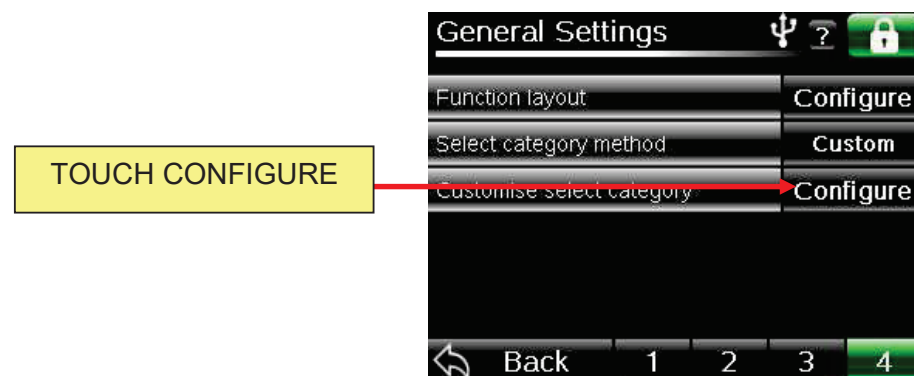 General Settings ?
Function layout Configure
Select category method Custom
TOUCH CONFIGURE
Customise select category Configure
Back 1 2 3 4